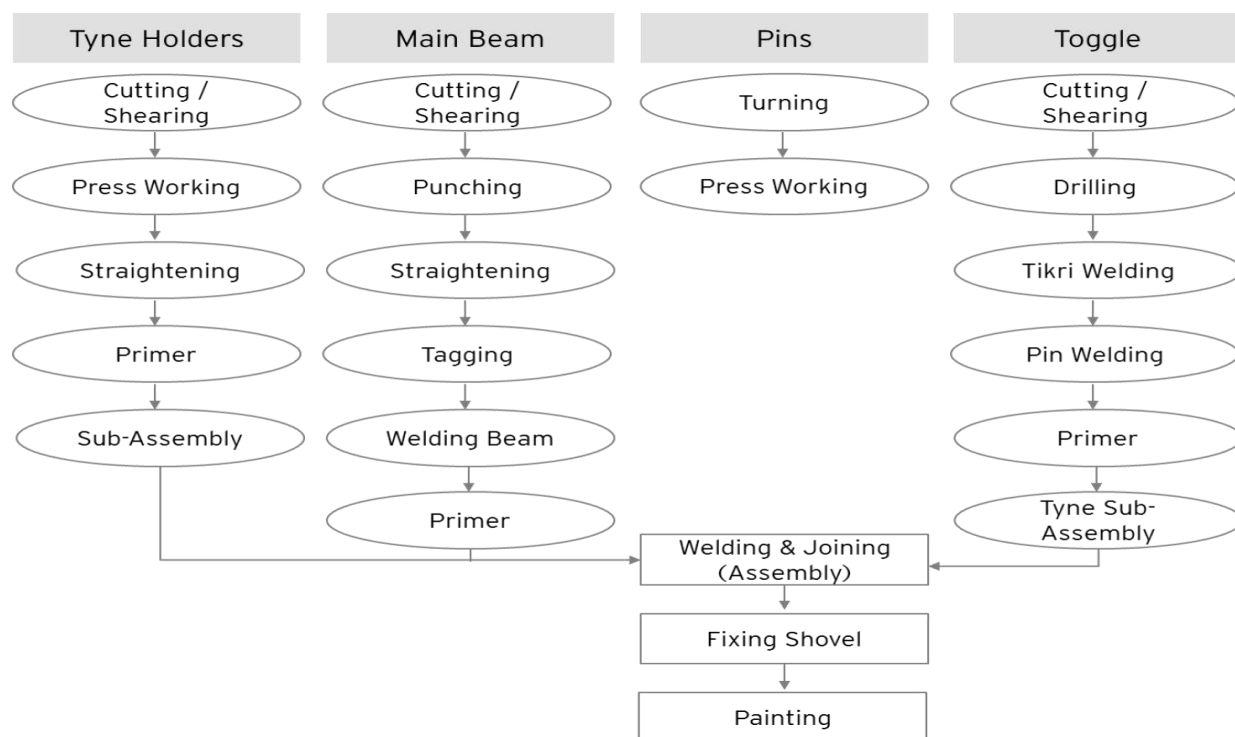 Tyne Holders
Main Beam
Pins
Toggle
Cutting /
Shearing
Press Working
Straightening
Primer
Sub-Assembly
Cutting /
Shearing
Punching
Straightening
Tagging
Welding Beam
Primer
Turning
Press Working
Cutting /
Shearing
Drilling
Tikri Welding
Pin Welding
Primer
Tyne Sub-
Assembly
Welding & Joining
(Assembly)
Fixing Shovel
Painting